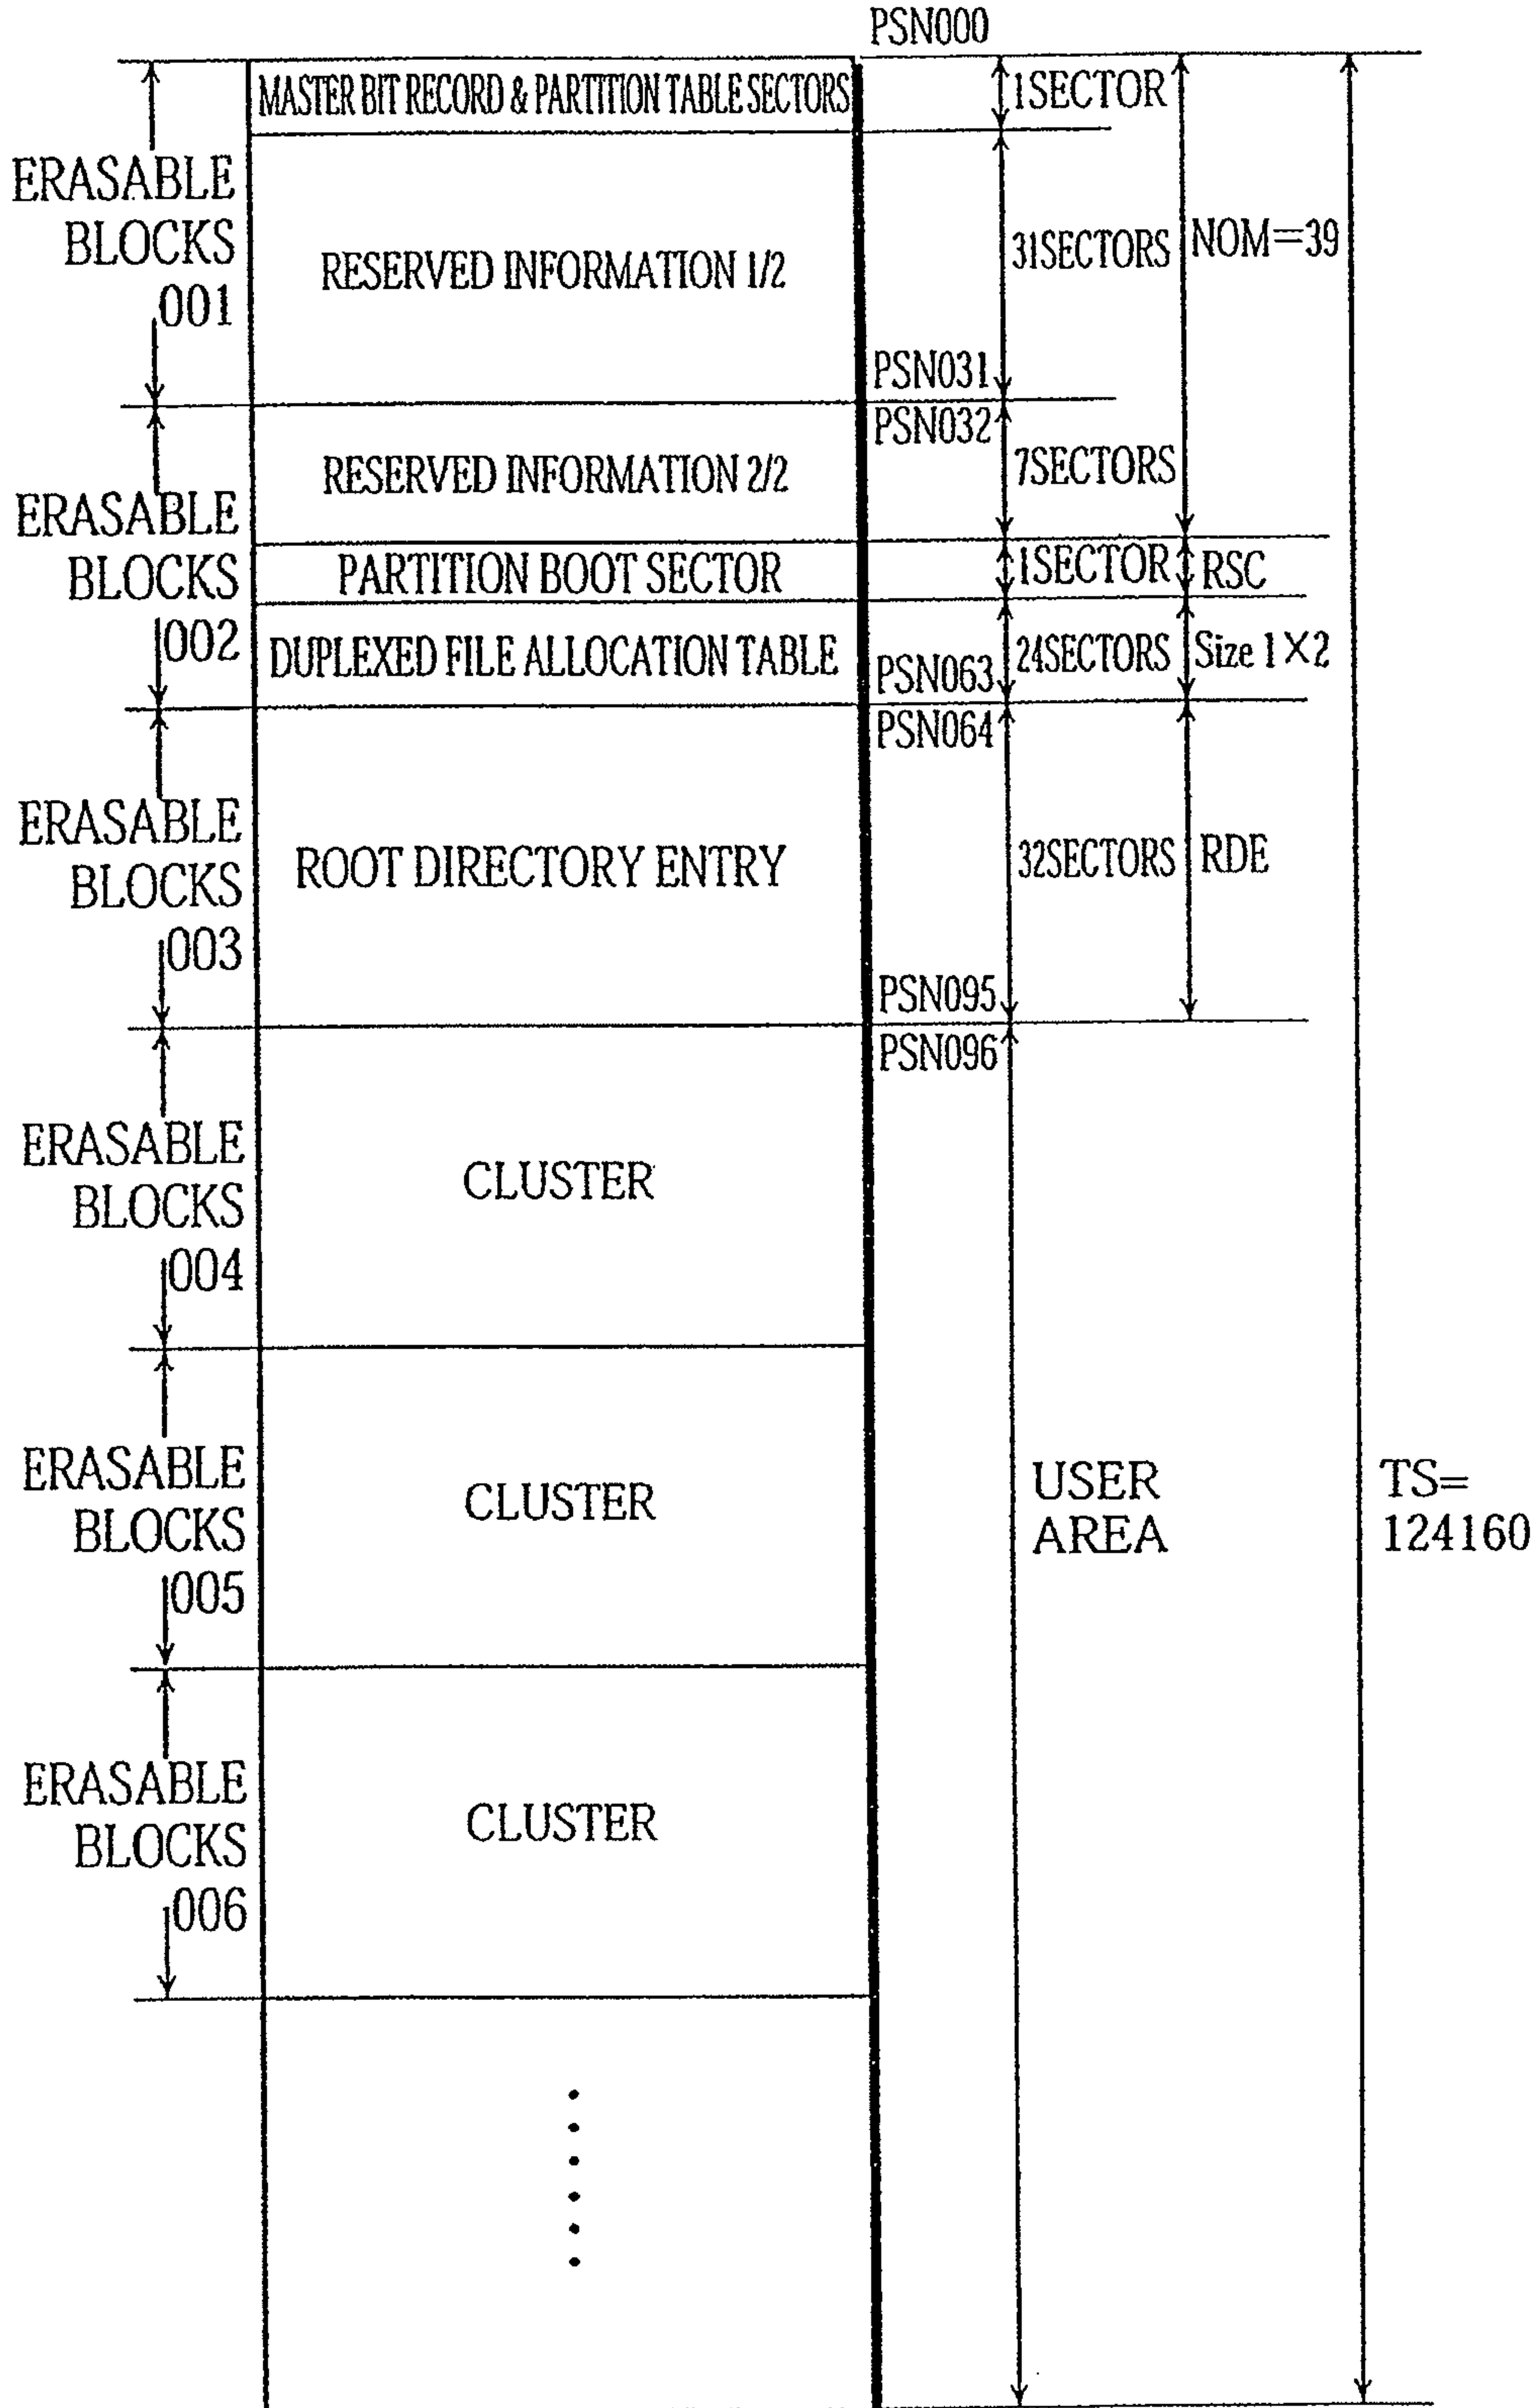 PSN000
MASTER BIT RECORD & PARTITION TABLE SECTORS
1SECTOR
ERASABLE
BLOCKS
001
RESERVED INFORMATION 1/2
31SECTORS
NOM=39
PSN031
PSN032
RESERVED INFORMATION 2/2
7SECTORS
ERASABLE
BLOCKS
002
PARTITION BOOT SECTOR
1SECTOR
RSC
DUPLEXED FILE ALLOCATION TABLE
PSN063
24SECTORS
Size 1×2
PSN064
ERASABLE
BLOCKS
003
ROOT DIRECTORY ENTRY
32SECTORS
RDE
PSN095
PSN096
ERASABLE
BLOCKS
004
CLUSTER
ERASABLE
BLOCKS
005
CLUSTER
USER
AREA
TS=
124160
ERASABLE
BLOCKS
006
CLUSTER